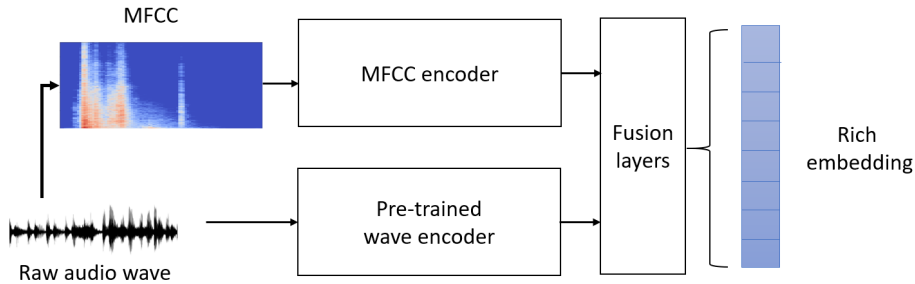 MFCC
MFCC encoder
Fusion
layers
Rich
embedding
Pre-trained
wave encoder
Raw audio wave